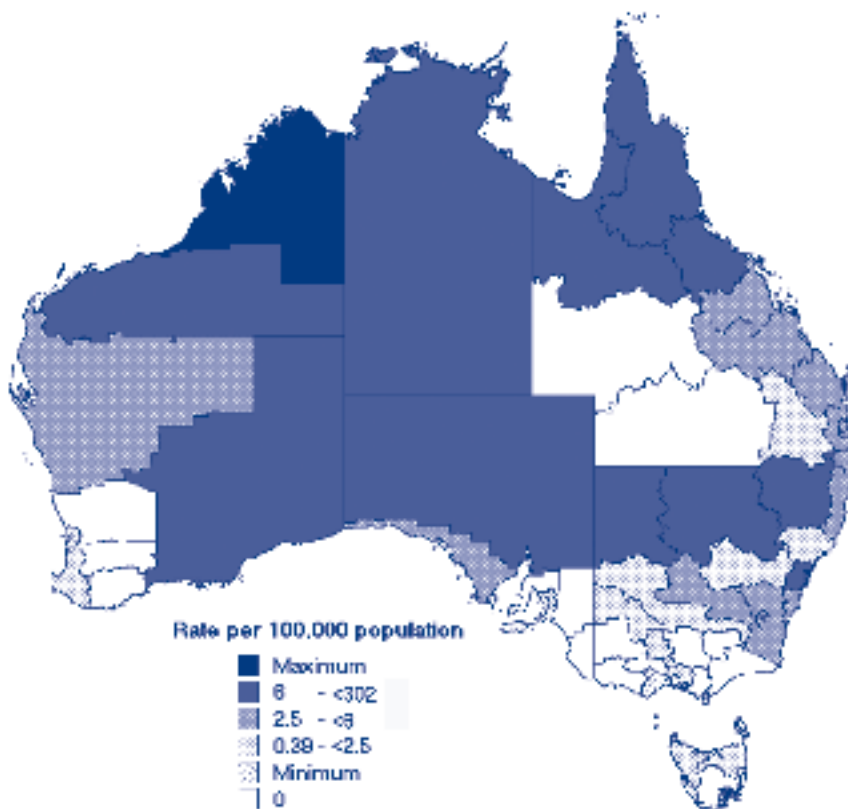 Rate per 100,000 population
Maximum
6 - <302
2.5 - <6
0.39 - <2.5
Minimum
0